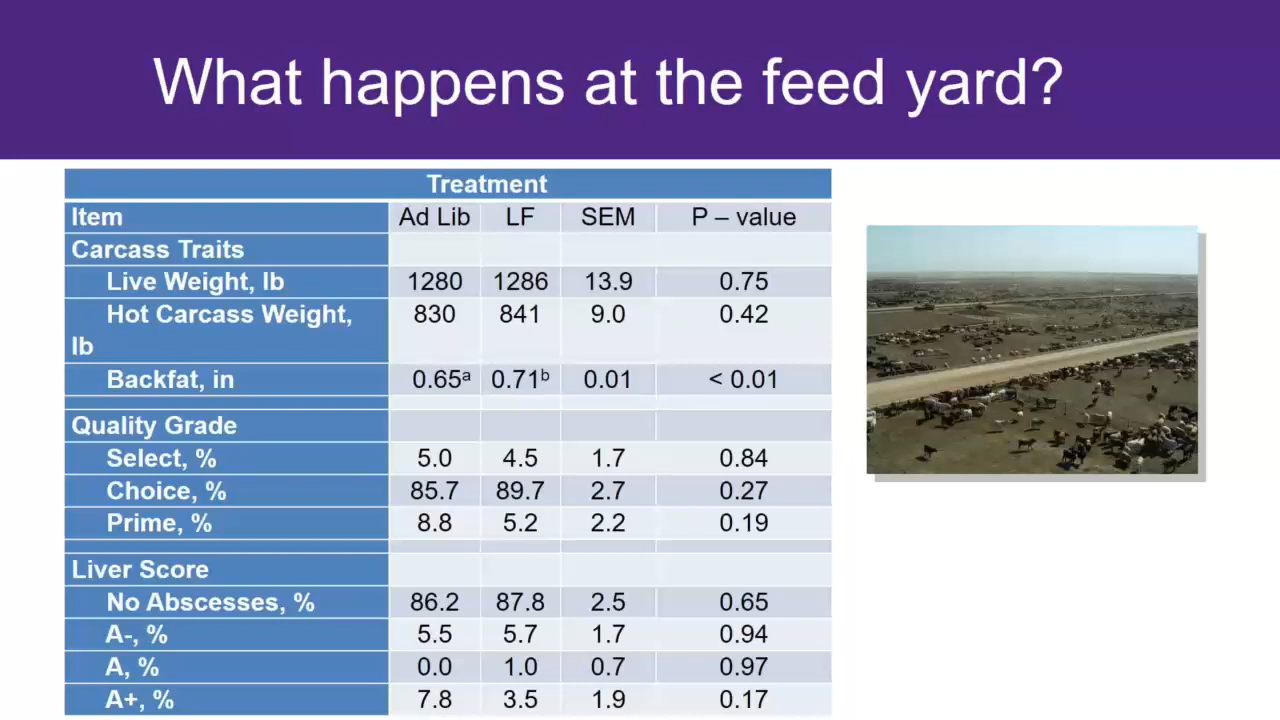 What happens at the feed yard?
Treatment
Item Ad Lib LF SEM P – value
Carcass Traits
Live Weight, lb 1280 1286 13.9 0.75
Hot Carcass Weight, 830 841 9.0 0.42
lb
Backfat, in 0.65ᵃ 0.71ᵇ 0.01 < 0.01
Quality Grade
Select, % 5.0 4.5 1.7 0.84
Choice, % 85.7 89.7 2.7 0.27
Prime, % 8.8 5.2 2.2 0.19
Liver Score
No Abscesses, % 86.2 87.8 2.5 0.65
A-, % 5.5 5.7 1.7 0.94
A, % 0.0 1.0 0.7 0.97
A+, % 7.8 3.5 1.9 0.17